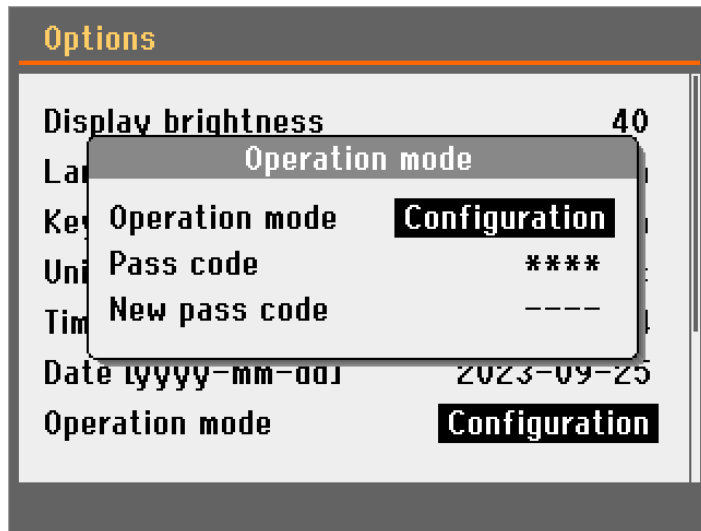 Options
Display brightness 40
Operation mode
Operation mode Configuration
Pass code ****
New pass code ----
Date [yyyy-mm-dd] 2023-09-25
Operation mode Configuration